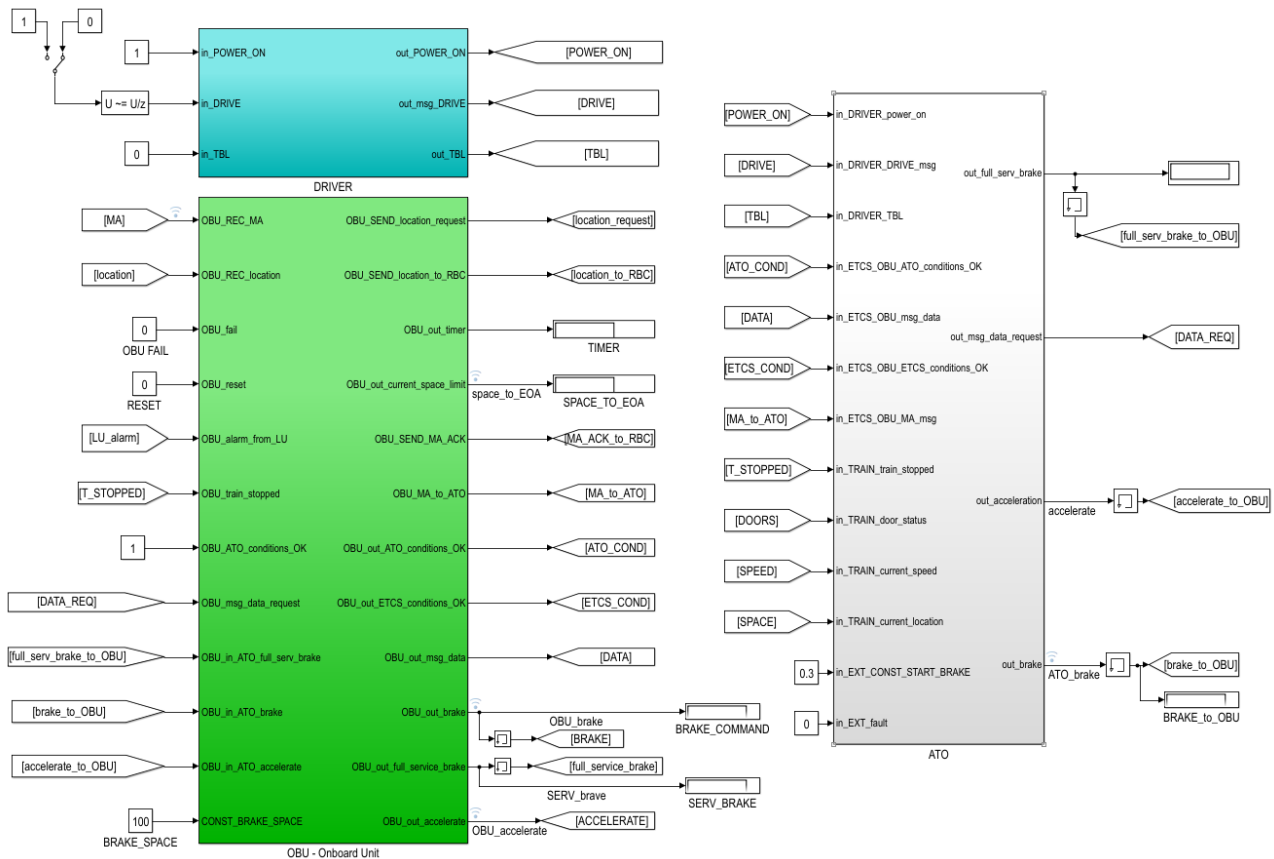 1
0
1
in_POWER_ON
out_POWER_ON
[POWER_ON]
U ~= U/z
in_DRIVE
out_msg_DRIVE
[DRIVE]
0
in_TBL
out_TBL
[TBL]
DRIVER
[MA]
OBU_REC_MA
OBU_SEND_location_request
[location_request]
[location]
OBU_REC_location
OBU_SEND_location_to_RBC
[location_to_RBC]
0
OBU FAIL
OBU_fail
OBU_out_timer
TIMER
0
RESET
OBU_reset
OBU_out_current_space_limit
space_to_EOA
SPACE_TO_EOA
[LU_alarm]
OBU_alarm_from_LU
OBU_SEND_MA_ACK
[MA_ACK_to_RBC]
[T_STOPPED]
OBU_train_stopped
OBU_MA_to_ATO
[MA_to_ATO]
1
OBU_ATO_conditions_OK
OBU_out_ATO_conditions_OK
[ATO_COND]
[DATA_REQ]
OBU_msg_data_request
OBU_out_ETCS_conditions_OK
[ETCS_COND]
[full_serv_brake_to_OBU]
OBU_in_ATO_full_serv_brake
OBU_out_msg_data
[DATA]
[brake_to_OBU]
OBU_in_ATO_brake
OBU_out_brake
OBU_brake
BRAKE_COMMAND
[BRAKE]
[accelerate_to_OBU]
OBU_in_ATO_accelerate
OBU_out_full_service_brake
[full_service_brake]
SERV_brave
SERV_BRAKE
100
BRAKE_SPACE
CONST_BRAKE_SPACE
OBU_out_accelerate
OBU_accelerate
[ACCELERATE]
OBU - Onboard Unit
[POWER_ON]
in_DRIVER_power_on
[DRIVE]
in_DRIVER_DRIVE_msg
out_full_serv_brake
[TBL]
in_DRIVER_TBL
[full_serv_brake_to_OBU]
[ATO_COND]
in_ETCS_OBU_ATO_conditions_OK
[DATA]
in_ETCS_OBU_msg_data
out_msg_data_request
[DATA_REQ]
[ETCS_COND]
in_ETCS_OBU_ETCS_conditions_OK
[MA_to_ATO]
in_ETCS_OBU_MA_msg
[T_STOPPED]
in_TRAIN_train_stopped
out_acceleration
accelerate
[accelerate_to_OBU]
[DOORS]
in_TRAIN_door_status
[SPEED]
in_TRAIN_current_speed
[SPACE]
in_TRAIN_current_location
out_brake
ATO_brake
[brake_to_OBU]
BRAKE_to_OBU
0.3
in_EXT_CONST_START_BRAKE
0
in_EXT_fault
ATO